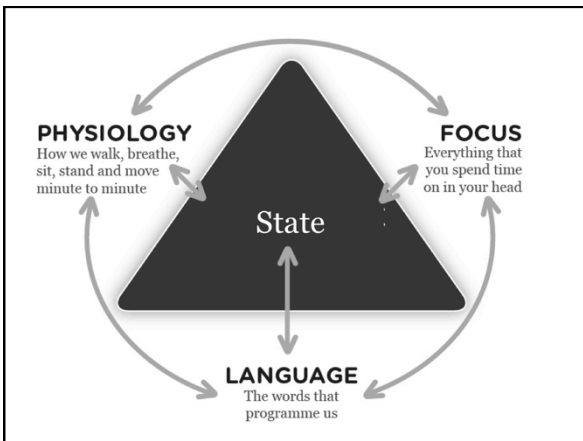 PHYSIOLOGY
How we walk, breathe,
sit, stand and move
minute to minute
FOCUS
Everything that
you spend time
on in your head
State
LANGUAGE
The words that
programme us